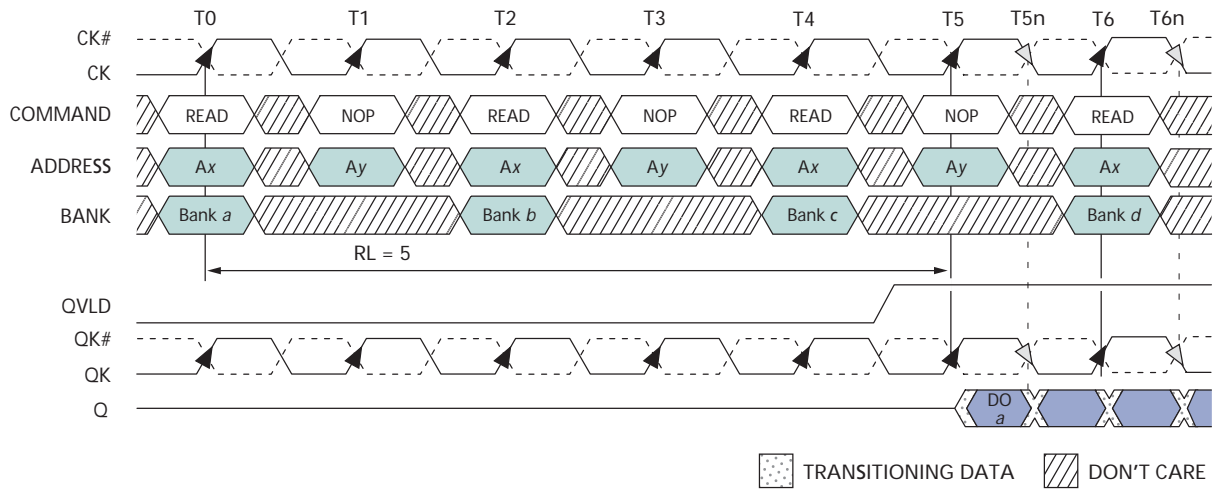 T0 T1 T2 T3 T4 T5 T5n T6 T6n
CK#
CK
COMMAND READ NOP READ NOP READ NOP READ
ADDRESS Ax Ay Ax Ay Ax Ay Ax
BANK Bank a Bank b Bank c Bank d
RL = 5
QVLD
QK#
QK
Q DO
a
TRANSITIONING DATA DON'T CARE